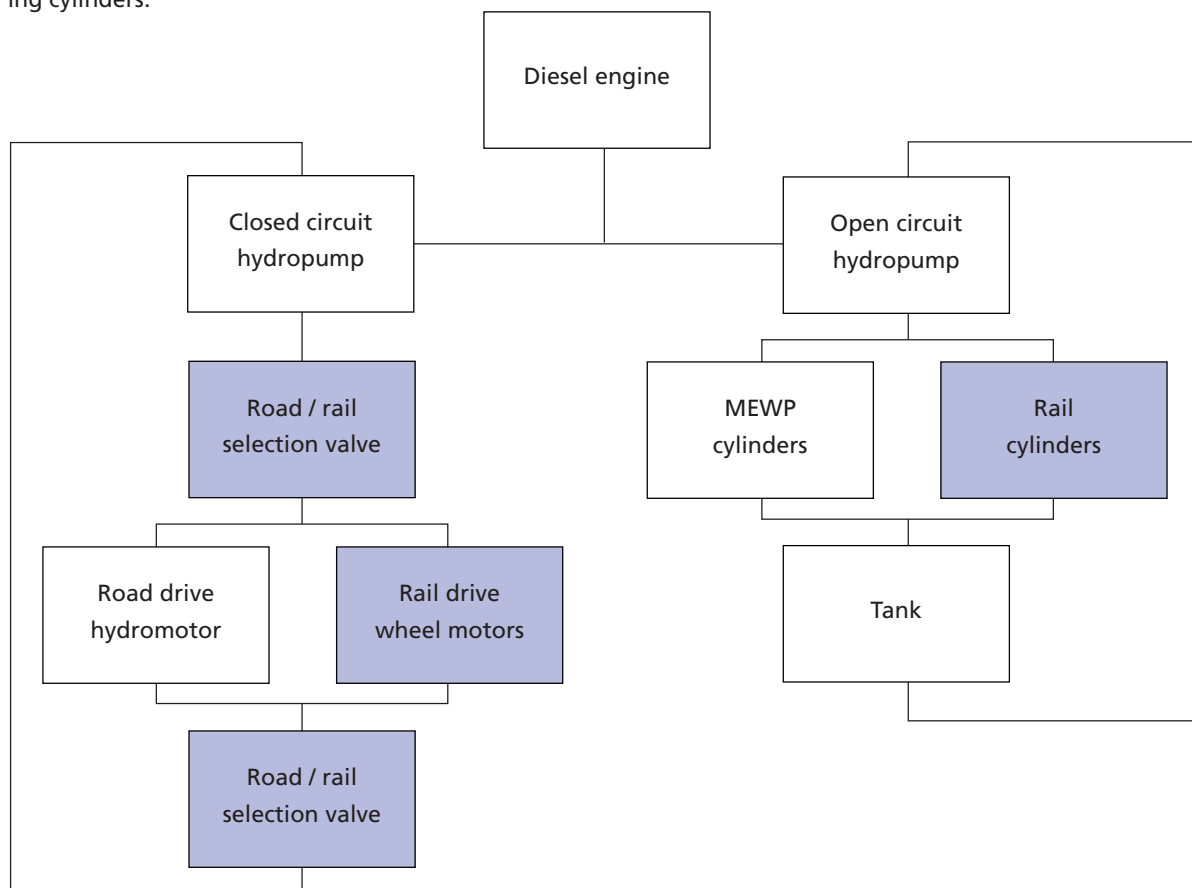 ing cylinders.
Diesel engine
Closed circuit
hydropump
Open circuit
hydropump
Road / rail
selection valve
MEWP
cylinders
Rail
cylinders
Road drive
hydromotor
Rail drive
wheel motors
Tank
Road / rail
selection valve